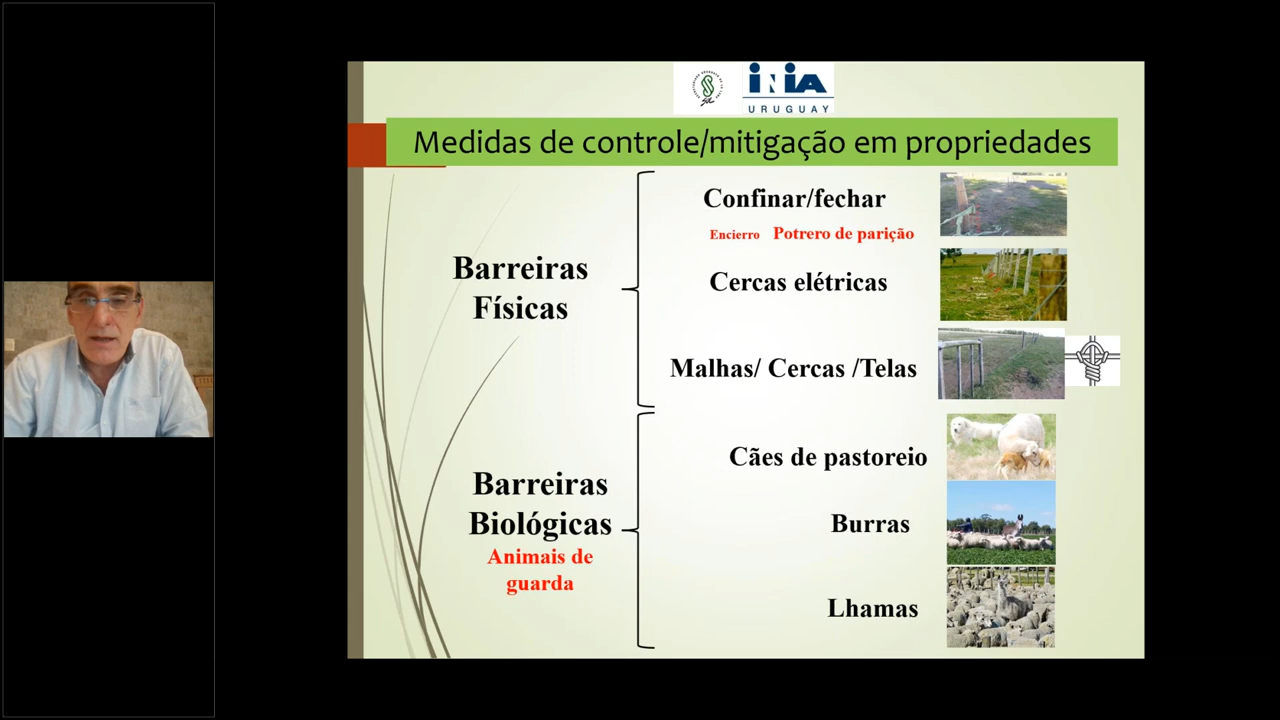 INIA
URUGUAY
Medidas de controle/mitigação em propriedades
Barreiras
Físicas
Confinar/fechar
Encierro Potrero de parição
Cercas elétricas
Malhas/ Cercas /Telas
Barreiras
Biológicas
Animais de
guarda
Cães de pastoreio
Burras
Lhamas